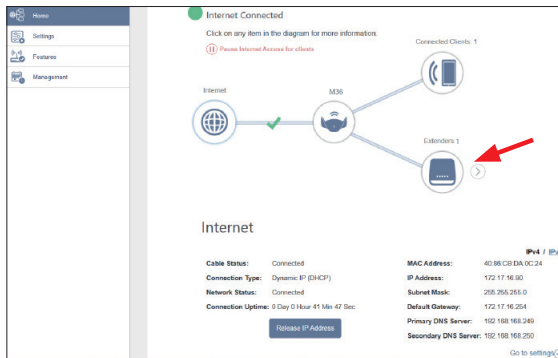 Home
Internet Connected
Settings
Click on any item in the diagram for more information.
Connected Clients: 1
Pause Internet Access for clients
Features
Management
Internet
M36
Extenders 1
Internet
IPv4 / IPv
Cable Status: Connected
MAC Address: 40:86:CB:DA:0C:24
Connection Type: Dynamic IP (DHCP)
IP Address: 172.17.16.60
Network Status: Connected
Subnet Mask: 255.255.255.0
Connection Uptime: 0 Day 0 Hour 41 Min 47 Sec
Default Gateway: 172.17.16.254
Release IP Address
Primary DNS Server: 192.168.168.249
Secondary DNS Server: 192.168.168.250
Go to settings